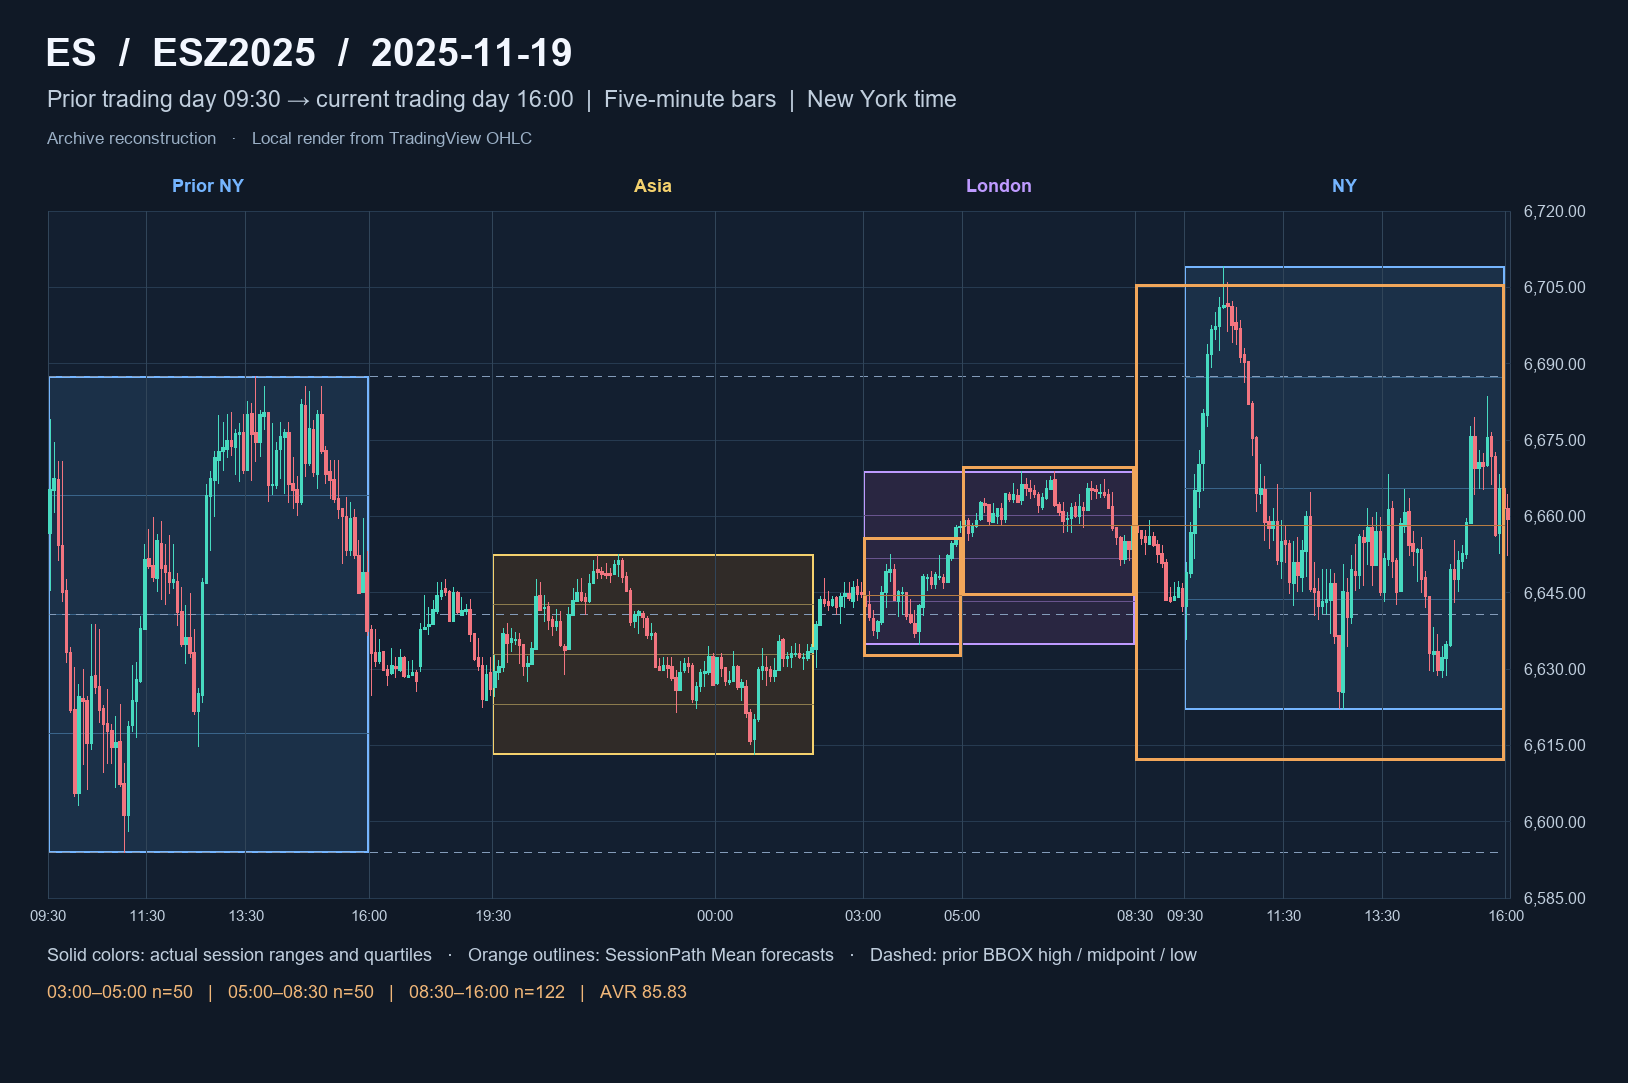 ES / ESZ2025 / 2025-11-19
Prior trading day 09:30 → current trading day 16:00 | Five-minute bars | New York time
Archive reconstruction · Local render from TradingView OHLC
Prior NY Asia London NY
6,720.00
6,705.00
6,690.00
6,675.00
6,660.00
6,645.00
6,630.00
6,615.00
6,600.00
6,585.00
09:30 11:30 13:30 16:00 19:30 00:00 03:00 05:00 08:30 09:30 11:30 13:30 16:00
Solid colors: actual session ranges and quartiles · Orange outlines: SessionPath Mean forecasts · Dashed: prior BBOX high / midpoint / low
03:00–05:00 n=50 | 05:00–08:30 n=50 | 08:30–16:00 n=122 | AVR 85.83